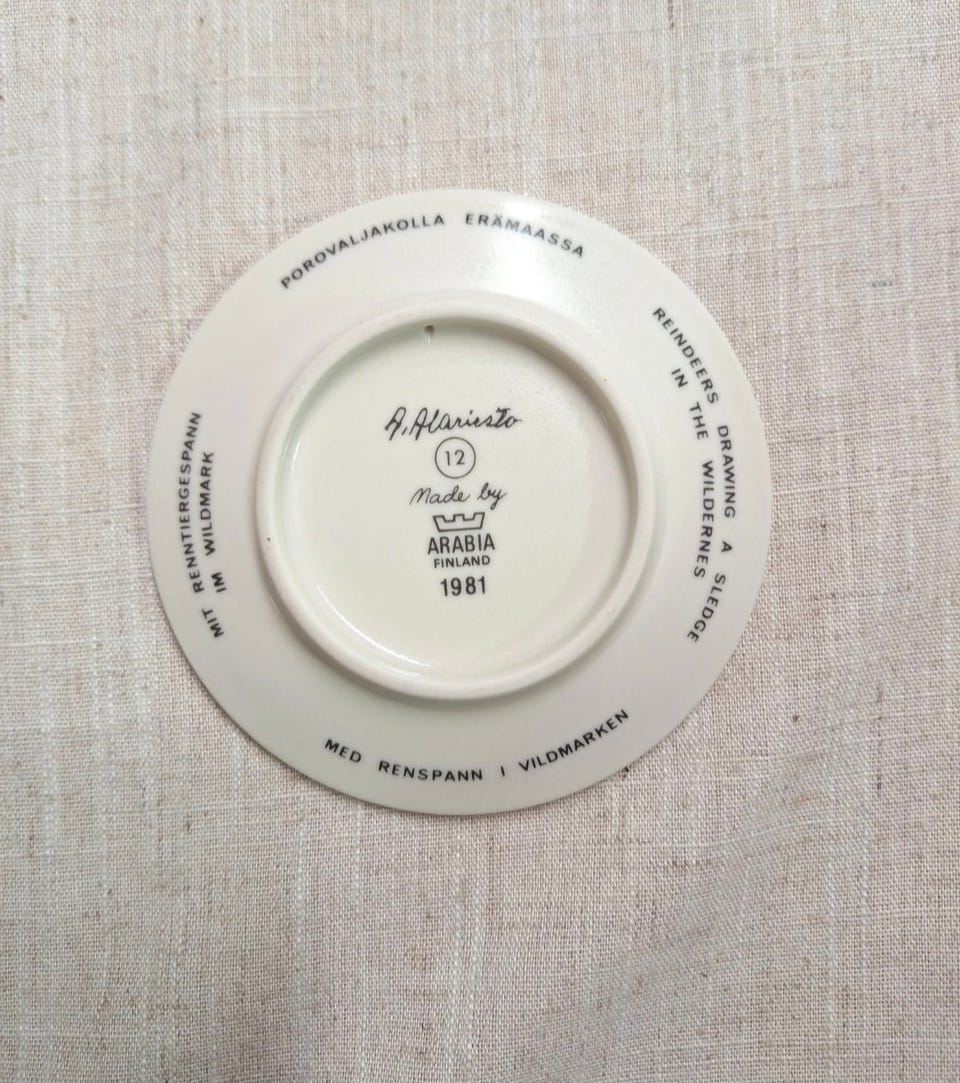 POROVALJAKOLLA ERÄMAASSA
REINDEERS DRAWING A SLEDGE
IN THE WILDERNES
MED RENSPANN I VILDMARKEN
MIT RENNTIERGESPANN
IM WILDMARK
A. Alariesto
12
Made by
ARABIA
FINLAND
1981